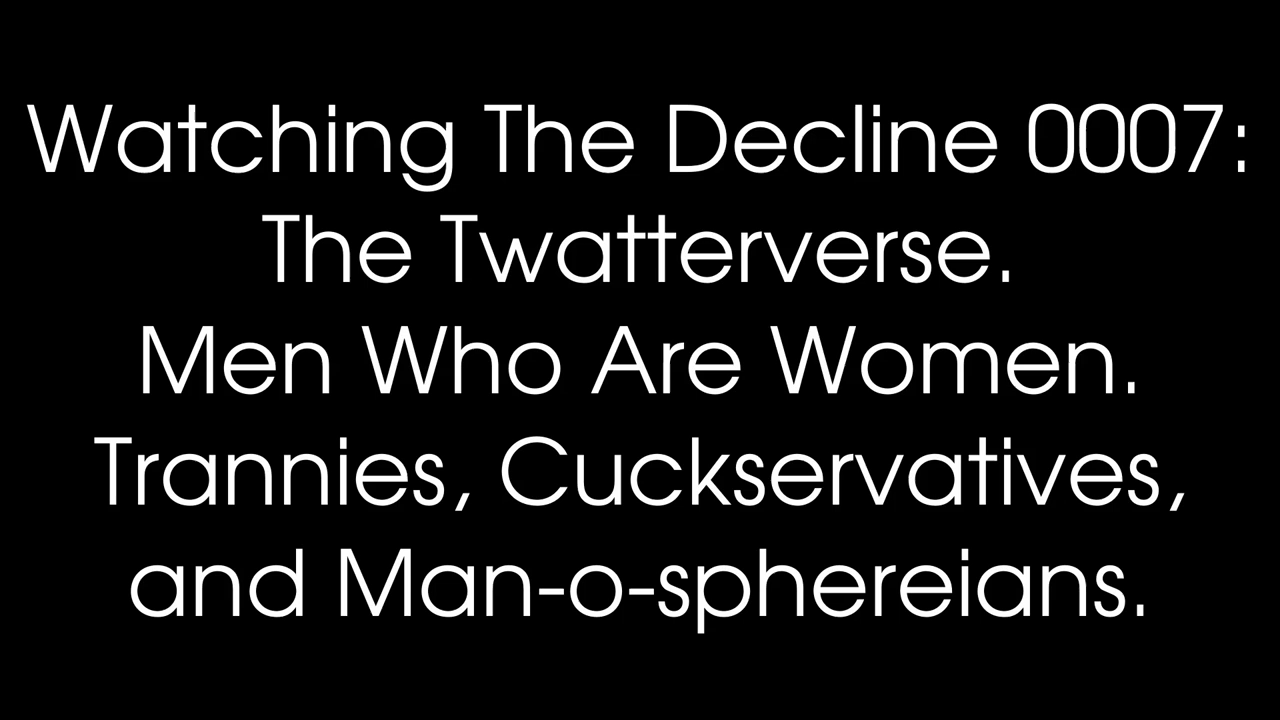 Watching The Decline 0007:
The Twatterverse.
Men Who Are Women.
Trannies, Cuckservatives,
and Man-o-sphereians.